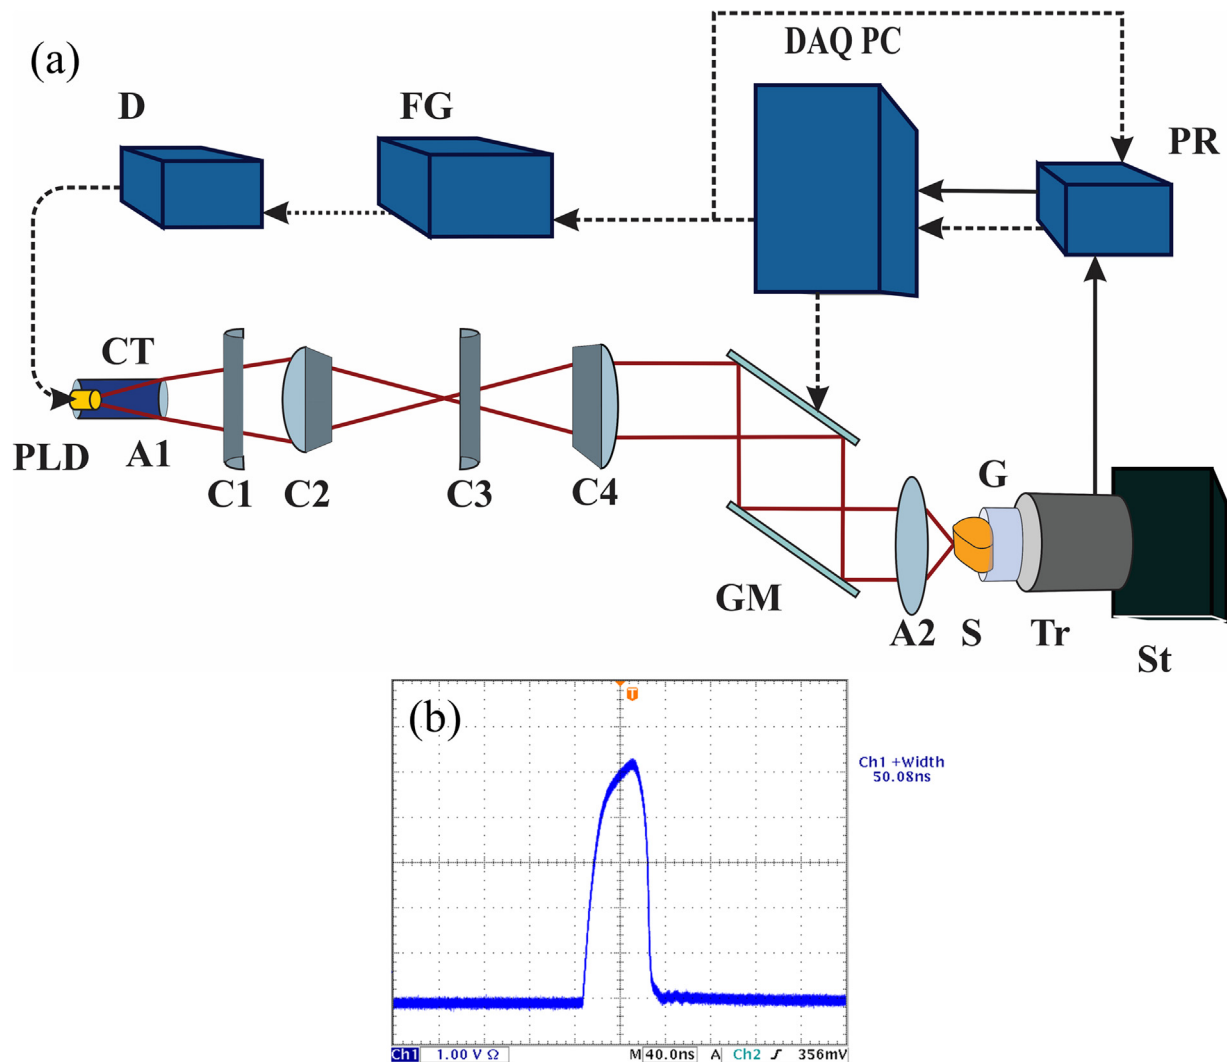 (a)
DAQ PC
D
FG
PR
CT
PLD
A1
C1
C2
C3
C4
G
GM
A2
S
Tr
St
(b)
T
Ch1 +Width
50.08ns
Ch1 1.00 V Ω M 40.0ns A Ch2 ʃ 356mV